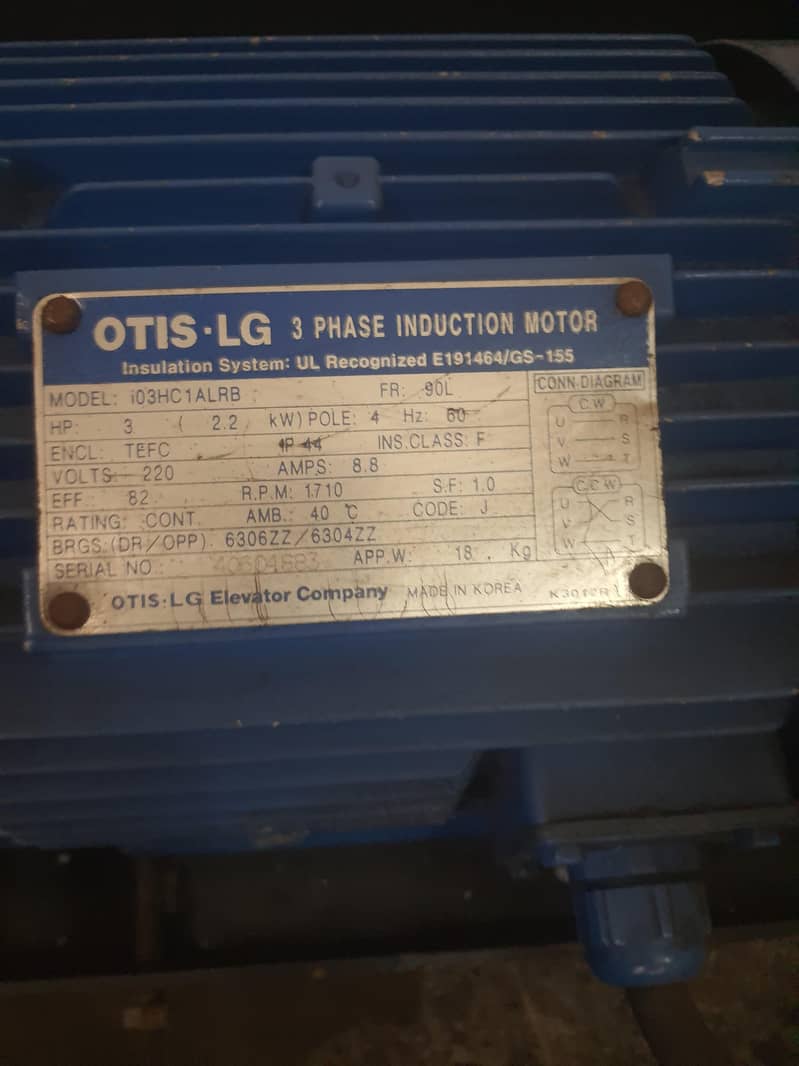 OTIS·LG 3 PHASE INDUCTION MOTOR
Insulation System: UL Recognized E191464/GS-155
MODEL: i03HC1ALRB FR: 90L
HP: 3 ( 2.2 kW) POLE: 4 Hz: 60
ENCL: TEFC IP 44 INS.CLASS: F
VOLTS: 220 AMPS: 8.8
EFF: 82 R.P.M: 1710 S.F: 1.0
RATING: CONT. AMB.: 40 ℃ CODE: J
BRGS.(DR/OPP). 6306ZZ/6304ZZ
SERIAL NO.: APP.W. 18 . Kg
OTIS·LG Elevator Company MADE IN KOREA
CONN.DIAGRAM
C.W
U R
V S
W T
C.C.W
U R
V S
W T